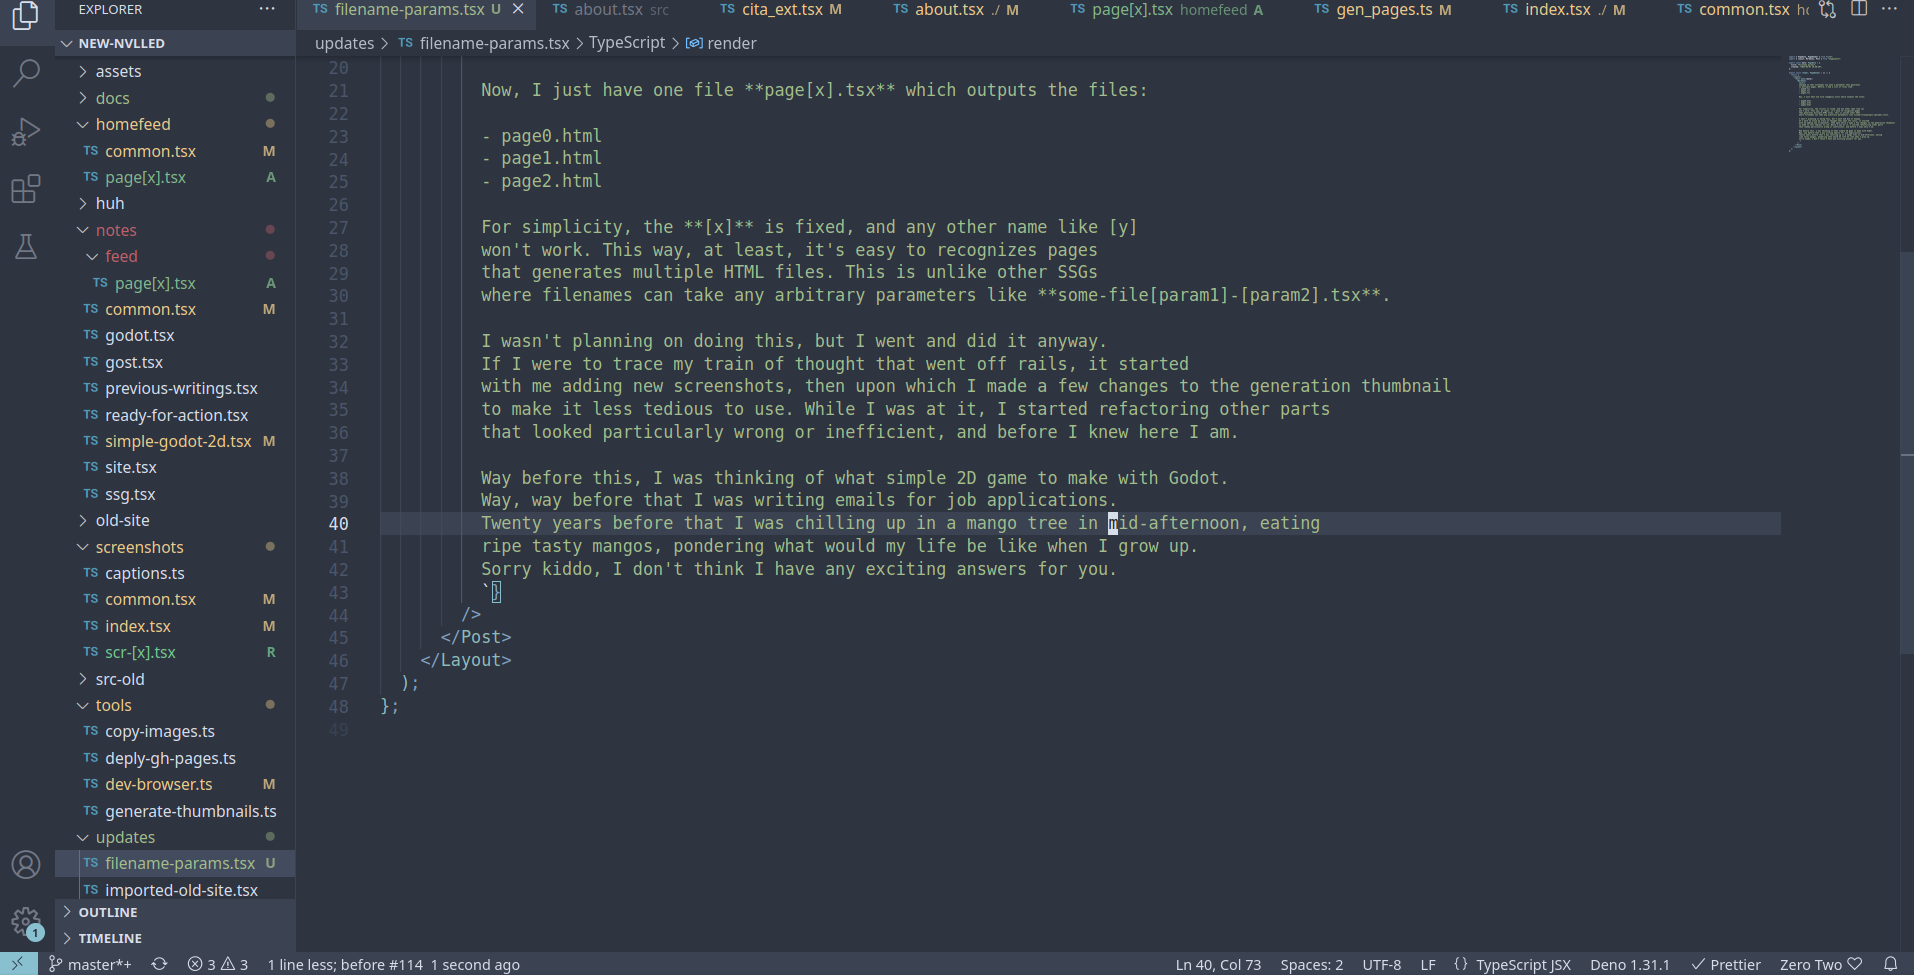 EXPLORER ···
TS filename-params.tsx U
TS about.tsx src
TS cita_ext.tsx M
TS about.tsx ./ M
TS page[x].tsx homefeed A
TS gen_pages.ts M
TS index.tsx ./ M
TS common.tsx hc
···
NEW-NVLLED
updates > TS filename-params.tsx > TypeScript > render
assets
docs
homefeed
TS common.tsx M
TS page[x].tsx A
huh
notes
feed
TS page[x].tsx A
TS common.tsx M
TS godot.tsx
TS gost.tsx
TS previous-writings.tsx
TS ready-for-action.tsx
TS simple-godot-2d.tsx M
TS site.tsx
TS ssg.tsx
old-site
screenshots
TS captions.ts
TS common.tsx M
TS index.tsx M
TS scr-[x].tsx R
src-old
tools
TS copy-images.ts
TS deply-gh-pages.ts
TS dev-browser.ts M
TS generate-thumbnails.ts
updates
TS filename-params.tsx U
TS imported-old-site.tsx
OUTLINE
TIMELINE
1
20
21 Now, I just have one file **page[x].tsx** which outputs the files:
22
23 - page0.html
24 - page1.html
25 - page2.html
26
27 For simplicity, the **[x]** is fixed, and any other name like [y]
28 won't work. This way, at least, it's easy to recognizes pages
29 that generates multiple HTML files. This is unlike other SSGs
30 where filenames can take any arbitrary parameters like **some-file[param1]-[param2].tsx**.
31
32 I wasn't planning on doing this, but I went and did it anyway.
33 If I were to trace my train of thought that went off rails, it started
34 with me adding new screenshots, then upon which I made a few changes to the generation thumbnail
35 to make it less tedious to use. While I was at it, I started refactoring other parts
36 that looked particularly wrong or inefficient, and before I knew here I am.
37
38 Way before this, I was thinking of what simple 2D game to make with Godot.
39 Way, way before that I was writing emails for job applications.
40 Twenty years before that I was chilling up in a mango tree in mid-afternoon, eating
41 ripe tasty mangos, pondering what would my life be like when I grow up.
42 Sorry kiddo, I don't think I have any exciting answers for you.
43 `}
44 />
45 </Post>
46 </Layout>
47 );
48 };
49
master*+ 3 3 1 line less; before #114 1 second ago Ln 40, Col 73 Spaces: 2 UTF-8 LF {} TypeScript JSX Deno 1.31.1 ✓ Prettier Zero Two ♡